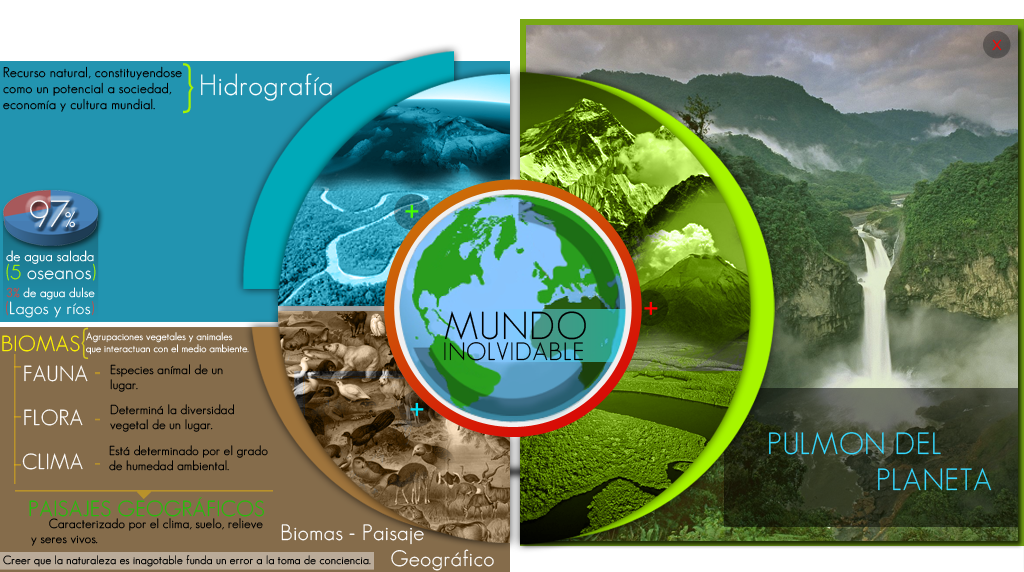 Recurso natural, constituyendose
como un potencial a sociedad,
economía y cultura mundial.
Hidrografía
97%
de agua salada
(5 oseanos)
3% de agua dulse
(Lagos y ríos)
BIOMAS
Agrupaciones vegetales y animales
que interactuan con el medio ambiente.
FAUNA - Especies anímal de un
lugar.
FLORA - Determiná la diversidad
vegetal de un lugar.
CLIMA - Está determinado por el grado
de humedad ambiental.
PAISAJES GEOGRÁFICOS
Caracterizado por el clima, suelo, relieve
y seres vivos.
Creer que la naturaleza es inagotable funda un error a la toma de conciencia.
Biomas - Paisaje
Geográfico
MUNDO
INOLVIDABLE
X
PULMON DEL
PLANETA